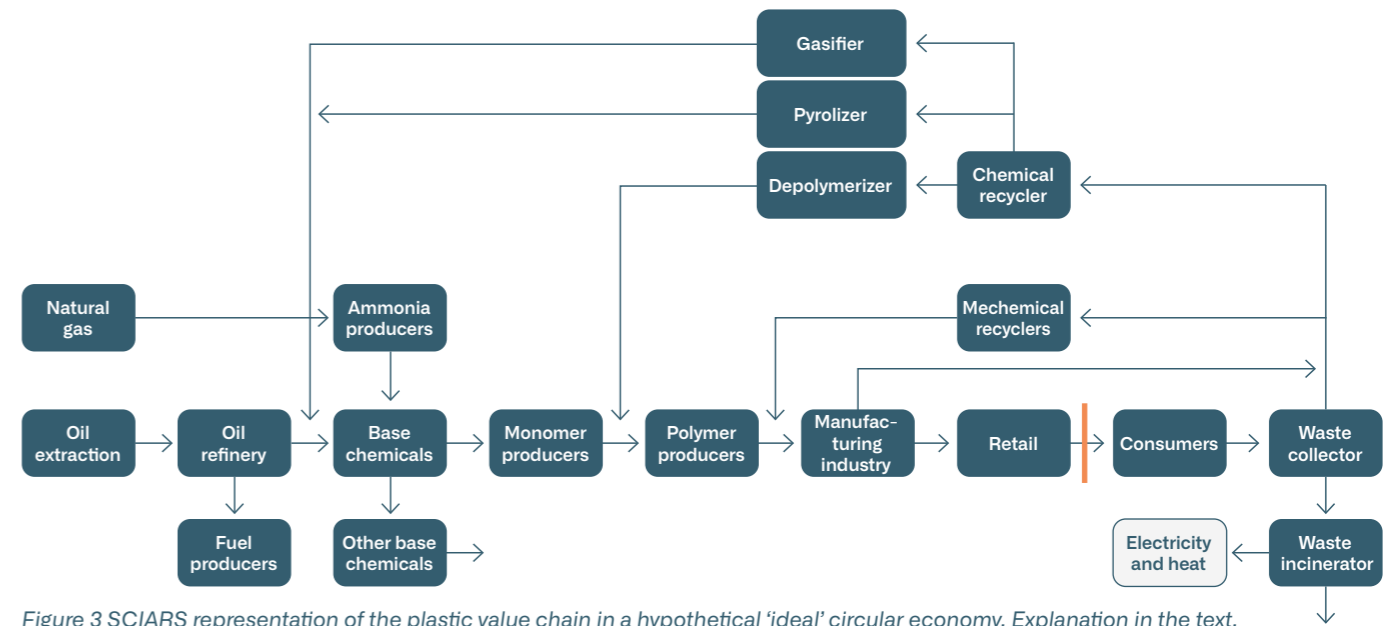 Gasifier
Pyrolizer
Depolymerizer
Chemical
recycler
Natural
gas
Ammonia
producers
Mechemical
recyclers
Oil
extraction
Oil
refinery
Base
chemicals
Monomer
producers
Polymer
producers
Manufac-
turing
industry
Retail
Consumers
Waste
collector
Fuel
producers
Other base
chemicals
Electricity
and heat
Waste
incinerator
Figure 3 SCIARS representation of the plastic value chain in a hypothetical ‘ideal’ circular economy. Explanation in the text.